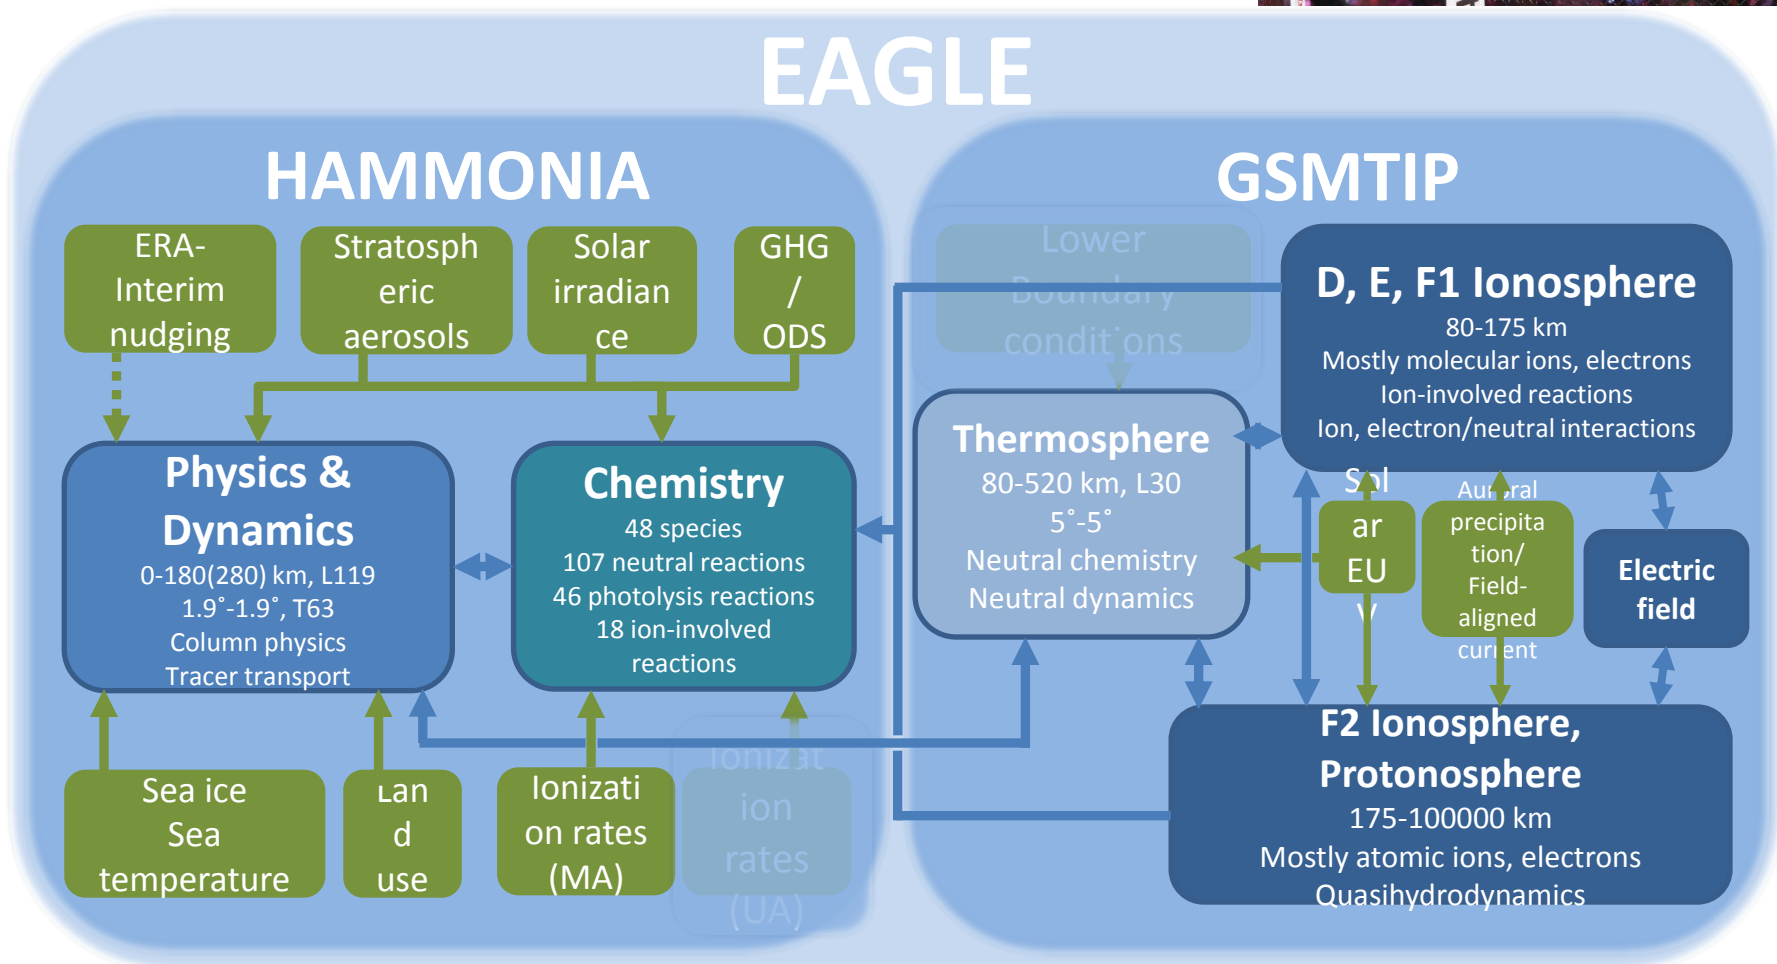 EAGLE
HAMMONIA
ERA-
Interim
nudging
Stratosph
eric
aerosols
Solar
irradian
ce
GHG
/
ODS
Physics &
Dynamics
0-180(280) km, L119
1.9˚-1.9˚, T63
Column physics
Tracer transport
Chemistry
48 species
107 neutral reactions
46 photolysis reactions
18 ion-involved
reactions
Sea ice
Sea
temperature
Lan
d
use
Ionizati
on rates
(MA)
Ionizat
ion
rates
(UA)
GSMTIP
Lower
Boundary
conditions
D, E, F1 Ionosphere
80-175 km
Mostly molecular ions, electrons
Ion-involved reactions
Ion, electron/neutral interactions
Thermosphere
80-520 km, L30
5˚-5˚
Neutral chemistry
Neutral dynamics
Sol
ar
EU
V
Auroral
precipita
tion/
Field-
aligned
current
Electric
field
F2 Ionosphere,
Protonosphere
175-100000 km
Mostly atomic ions, electrons
Quasihydrodynamics